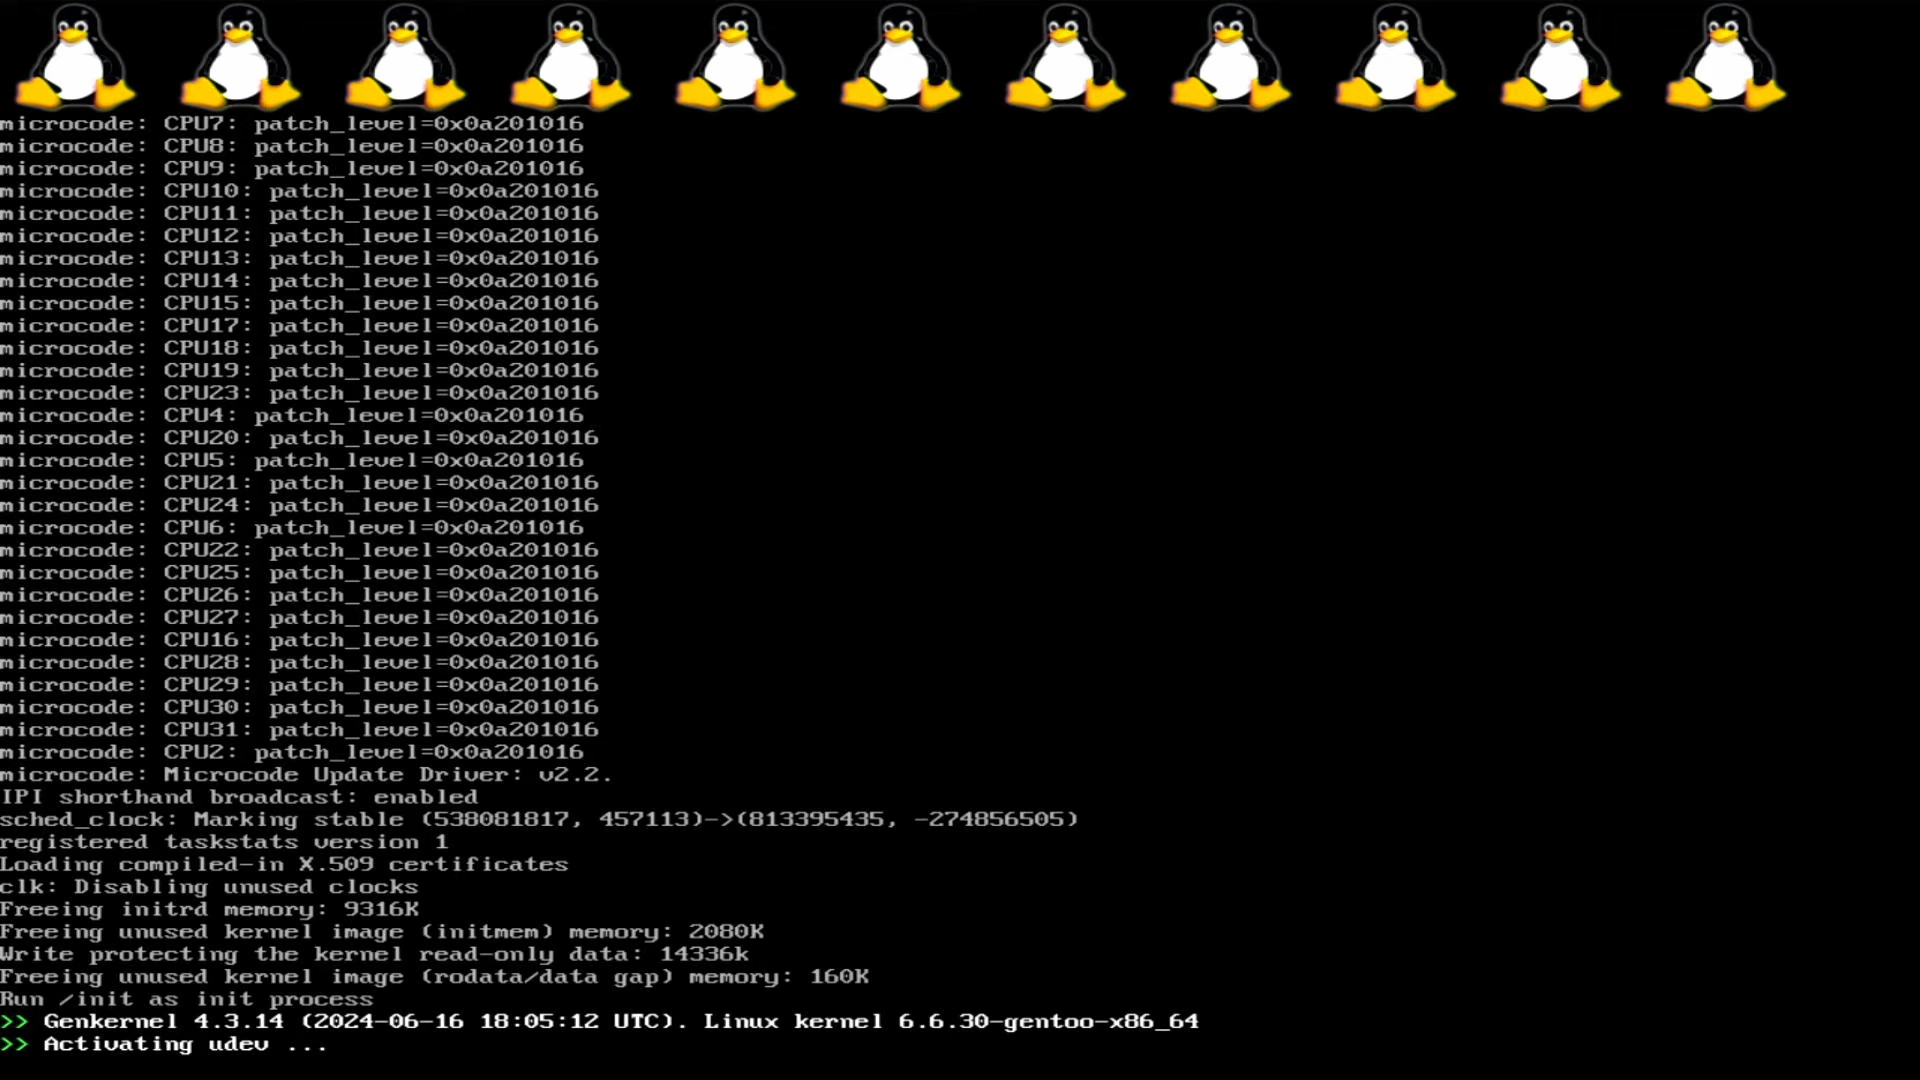 microcode: CPU7: patch_level=0x0a201016
microcode: CPU8: patch_level=0x0a201016
microcode: CPU9: patch_level=0x0a201016
microcode: CPU10: patch_level=0x0a201016
microcode: CPU11: patch_level=0x0a201016
microcode: CPU12: patch_level=0x0a201016
microcode: CPU13: patch_level=0x0a201016
microcode: CPU14: patch_level=0x0a201016
microcode: CPU15: patch_level=0x0a201016
microcode: CPU17: patch_level=0x0a201016
microcode: CPU18: patch_level=0x0a201016
microcode: CPU19: patch_level=0x0a201016
microcode: CPU23: patch_level=0x0a201016
microcode: CPU4: patch_level=0x0a201016
microcode: CPU20: patch_level=0x0a201016
microcode: CPU5: patch_level=0x0a201016
microcode: CPU21: patch_level=0x0a201016
microcode: CPU24: patch_level=0x0a201016
microcode: CPU6: patch_level=0x0a201016
microcode: CPU22: patch_level=0x0a201016
microcode: CPU25: patch_level=0x0a201016
microcode: CPU26: patch_level=0x0a201016
microcode: CPU27: patch_level=0x0a201016
microcode: CPU16: patch_level=0x0a201016
microcode: CPU28: patch_level=0x0a201016
microcode: CPU29: patch_level=0x0a201016
microcode: CPU30: patch_level=0x0a201016
microcode: CPU31: patch_level=0x0a201016
microcode: CPU2: patch_level=0x0a201016
microcode: Microcode Update Driver: v2.2.
IPI shorthand broadcast: enabled
sched_clock: Marking stable (538081817, 457113)->(813395435, -274856505)
registered taskstats version 1
Loading compiled-in X.509 certificates
clk: Disabling unused clocks
Freeing initrd memory: 9316K
Freeing unused kernel image (initmem) memory: 2080K
Write protecting the kernel read-only data: 14336k
Freeing unused kernel image (rodata/data gap) memory: 160K
Run /init as init process
>> Genkernel 4.3.14 (2024-06-16 18:05:12 UTC). Linux kernel 6.6.30-gentoo-x86_64
>> Activating udev ...